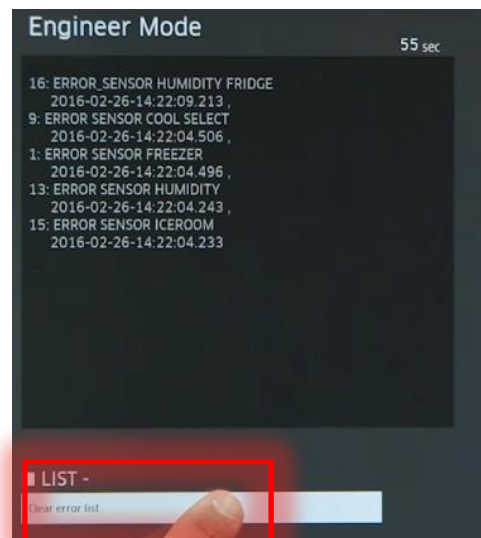 Engineer Mode
55 sec
16: ERROR_SENSOR HUMIDITY FRIDGE
2016-02-26-14:22:09.213 ,
9: ERROR SENSOR COOL SELECT
2016-02-26-14:22:04.506 ,
1: ERROR SENSOR FREEZER
2016-02-26-14:22:04.496 ,
13: ERROR SENSOR HUMIDITY
2016-02-26-14:22:04.243 ,
15: ERROR SENSOR ICEROOM
2016-02-26-14:22:04.233
LIST -
Clear error list